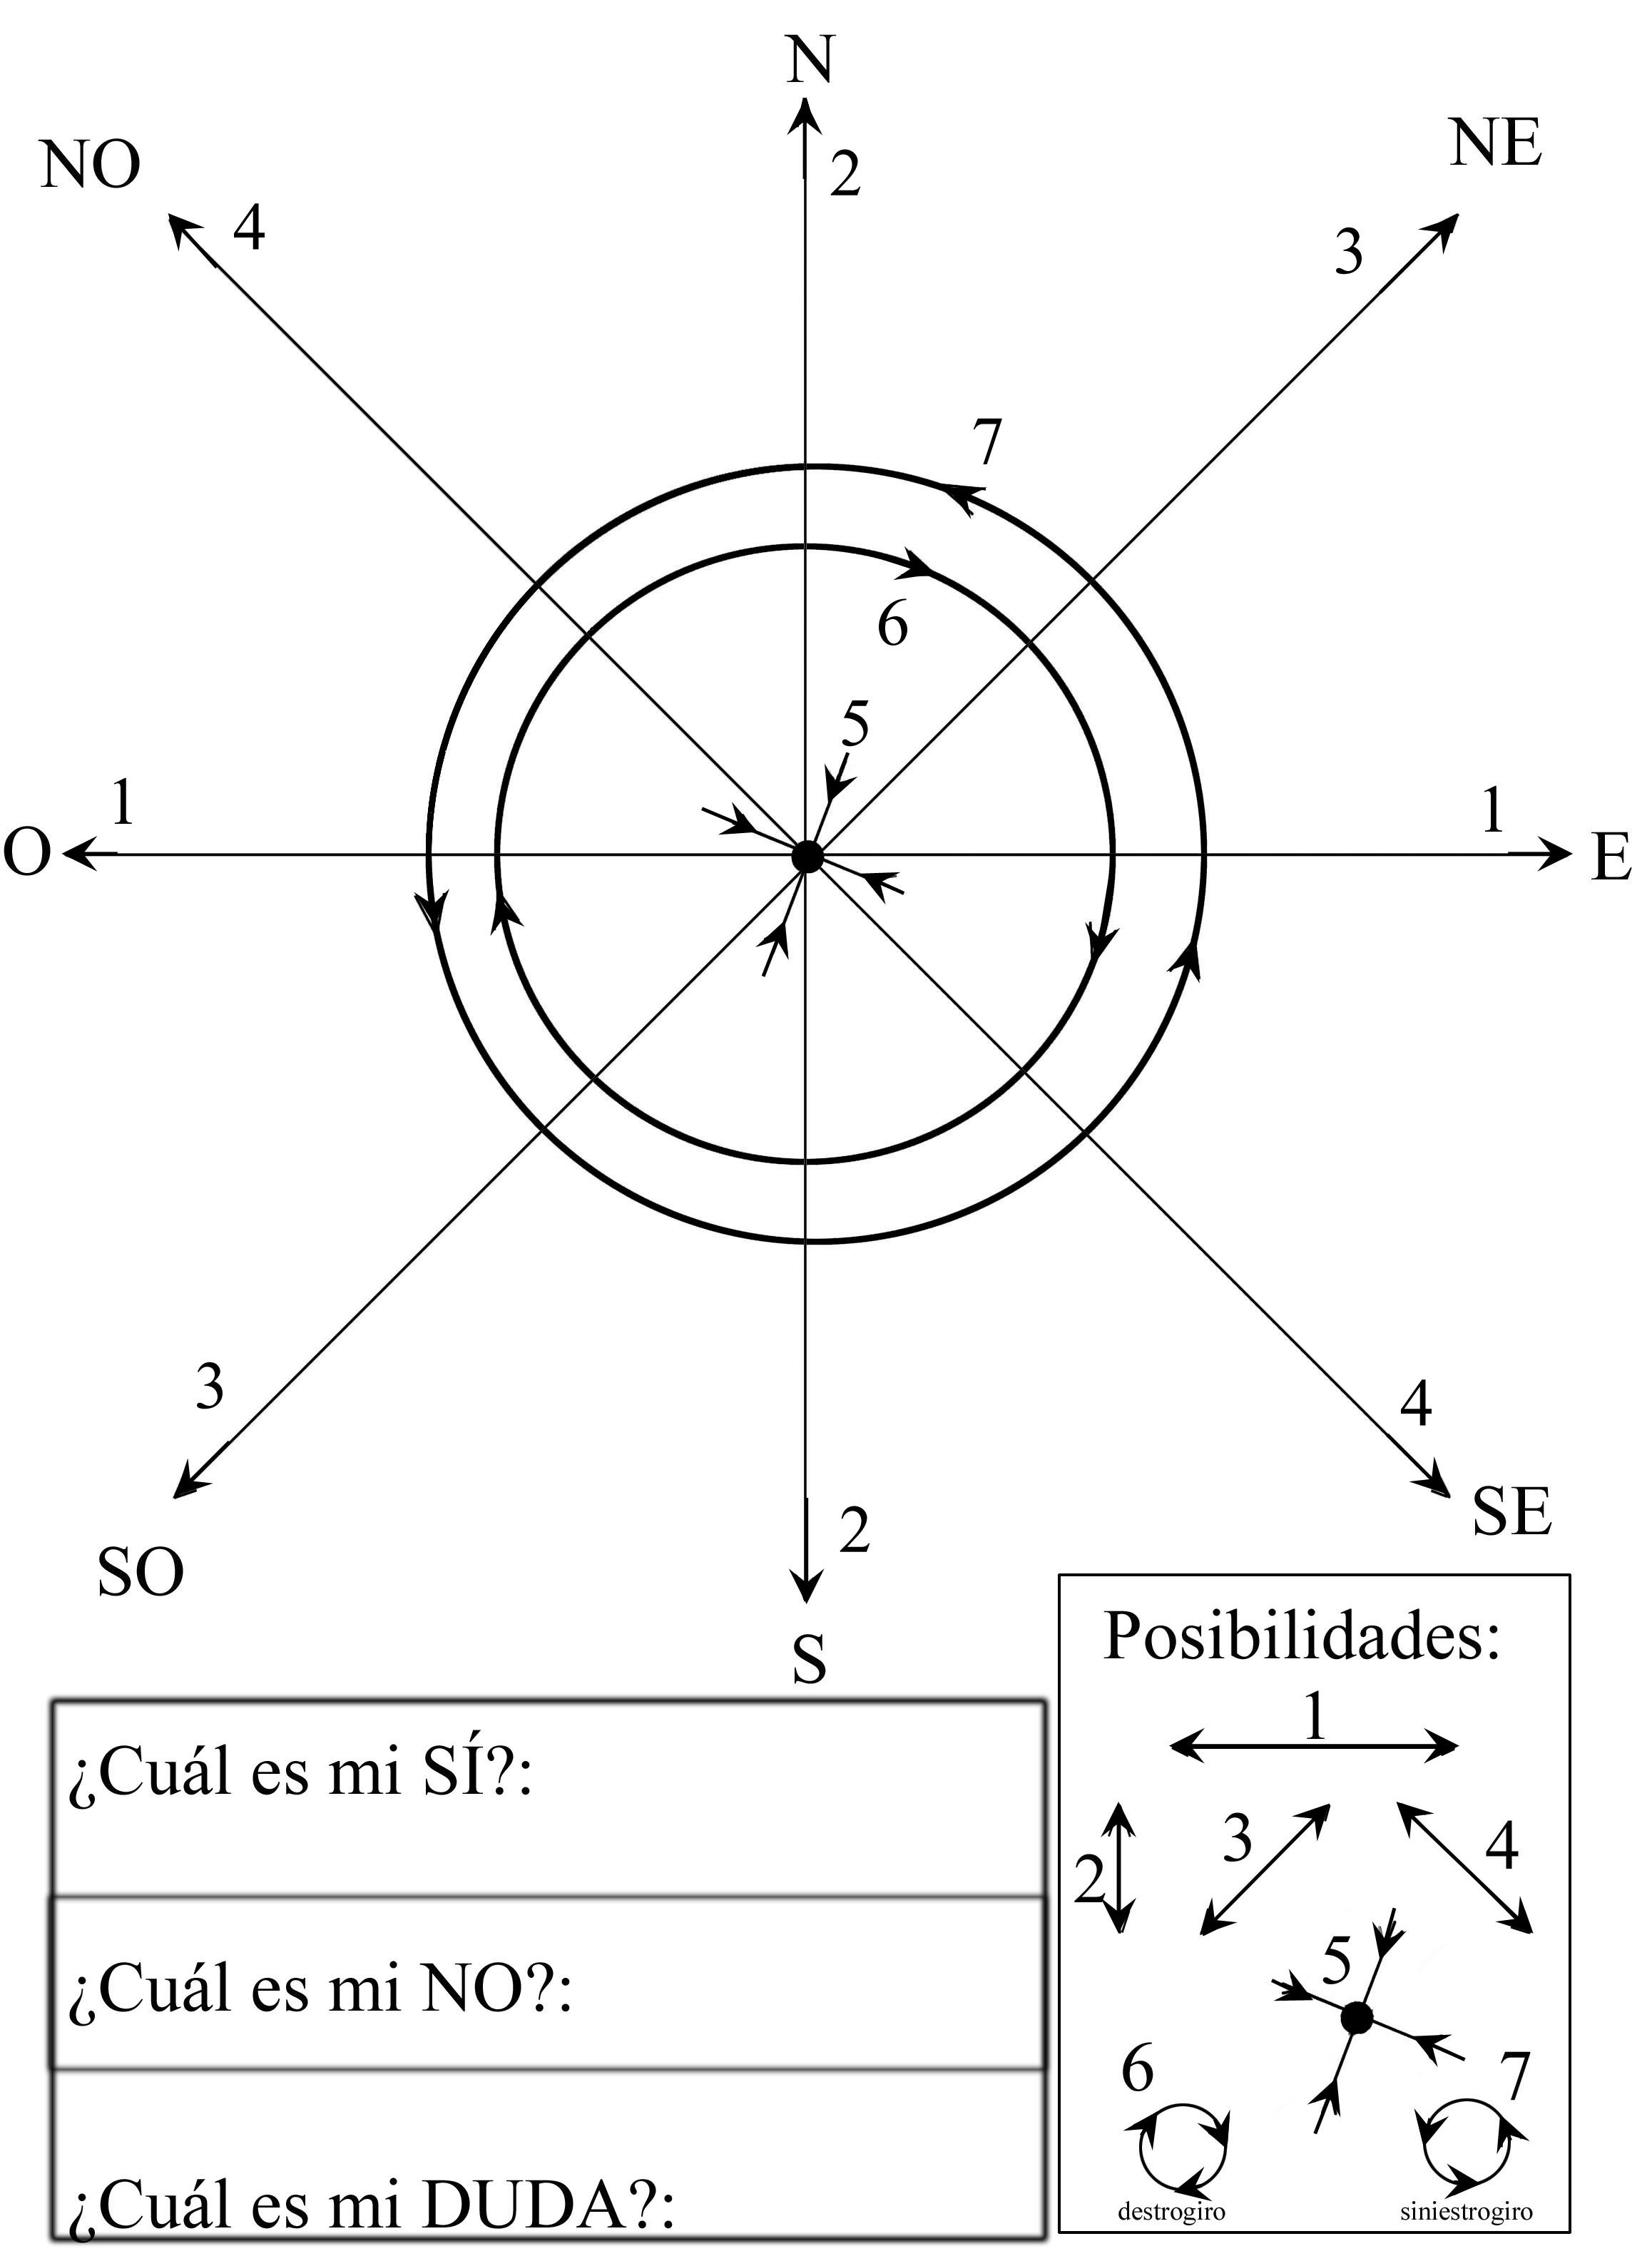 N
NO
NE
2
4
3
7
6
5
1
1
O
E
3
4
2
SE
SO
S
Posibilidades:
1
¿Cuál es mi SÍ?:
3
4
2
¿Cuál es mi NO?:
5
6
7
¿Cuál es mi DUDA?:
destrogiro
siniestrogiro